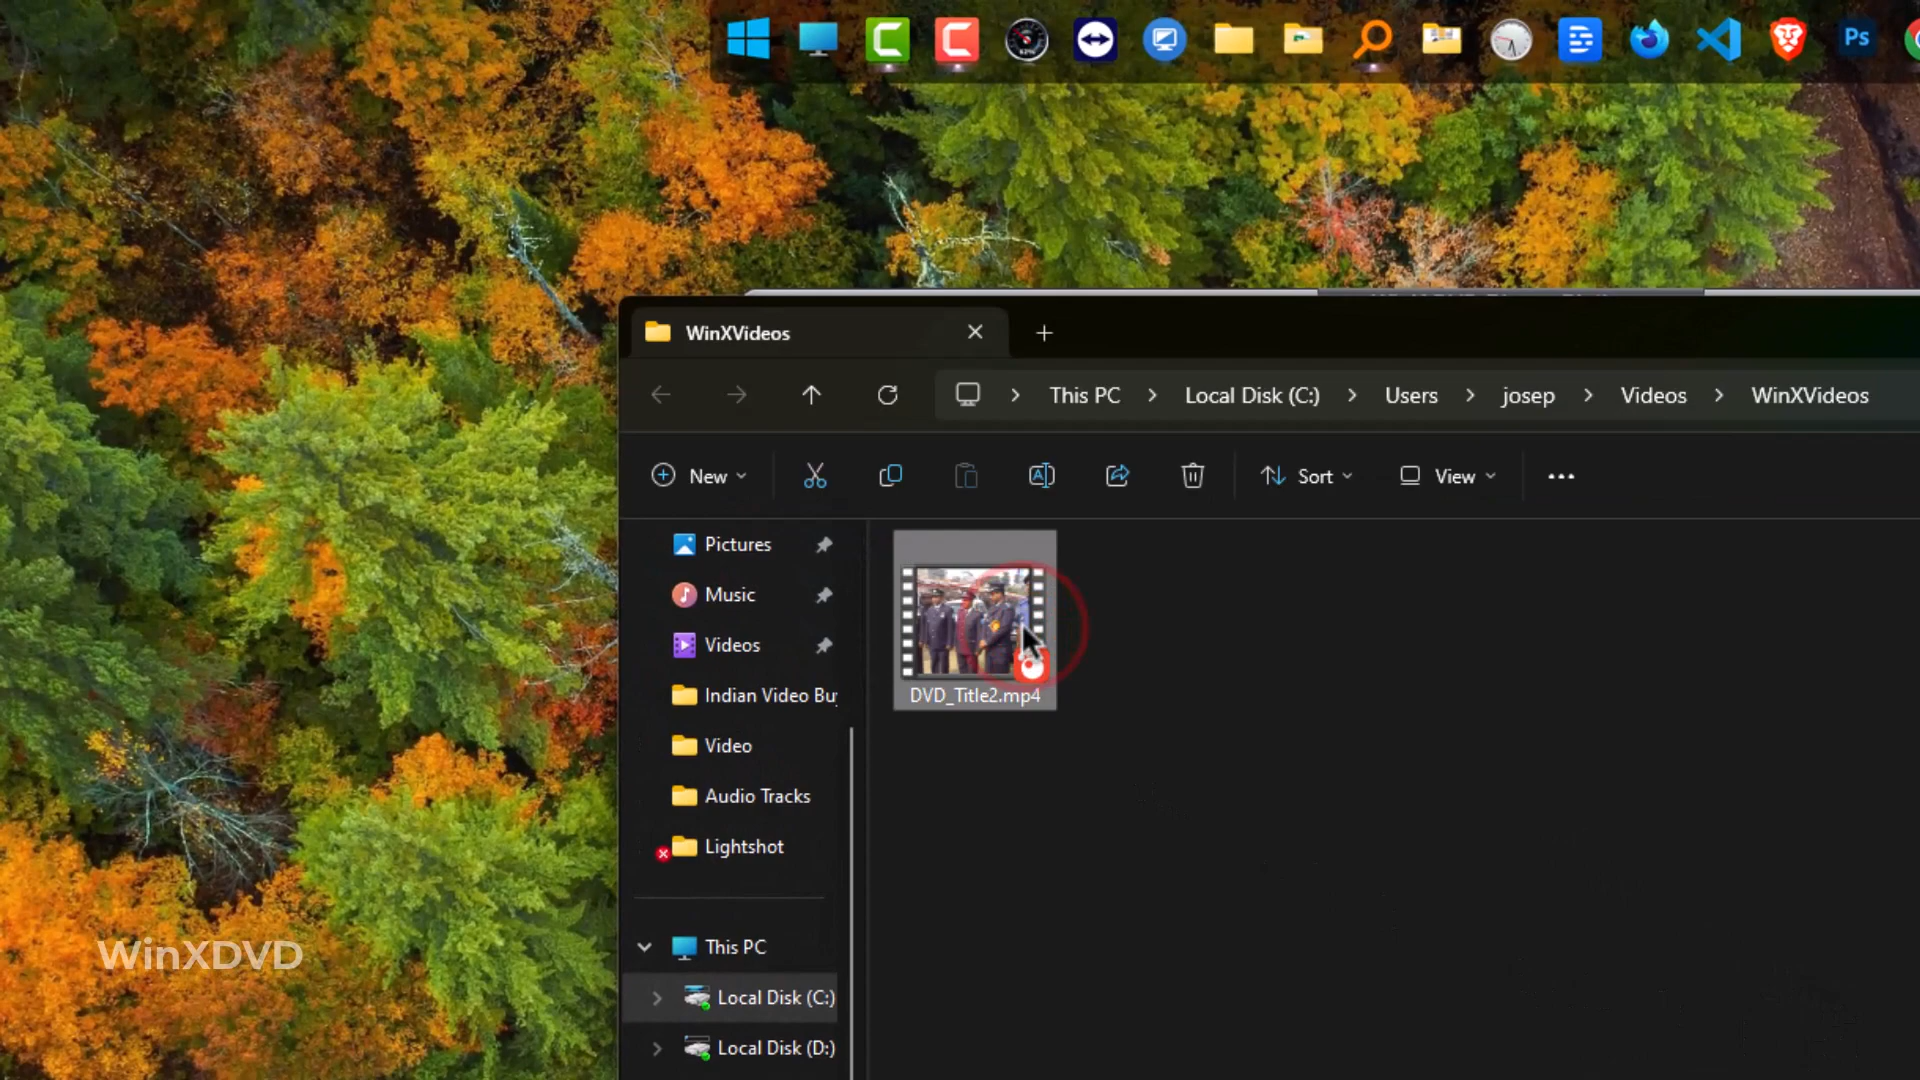 Ps
WinXVideos
This PC
Local Disk (C:)
Users
josep
Videos
WinXVideos
New
Sort
View
Pictures
Music
Videos
Indian Video Bu
Video
Audio Tracks
Lightshot
This PC
Local Disk (C:)
Local Disk (D:)
DVD_Title2.mp4
WinXDVD